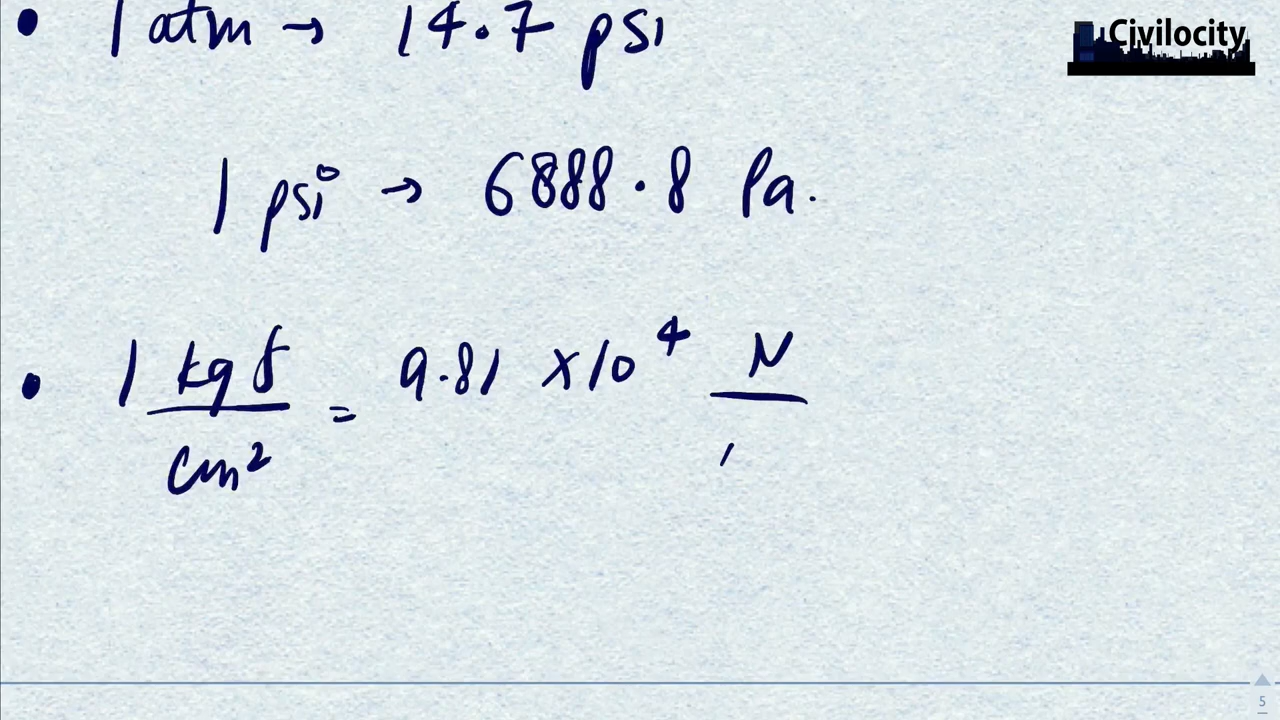 • 1 atm → 14.7 psi
Civilocity
1 psi → 6888.8 Pa.
• 1 kgf / cm² = 9.81 × 10⁴ N /
5